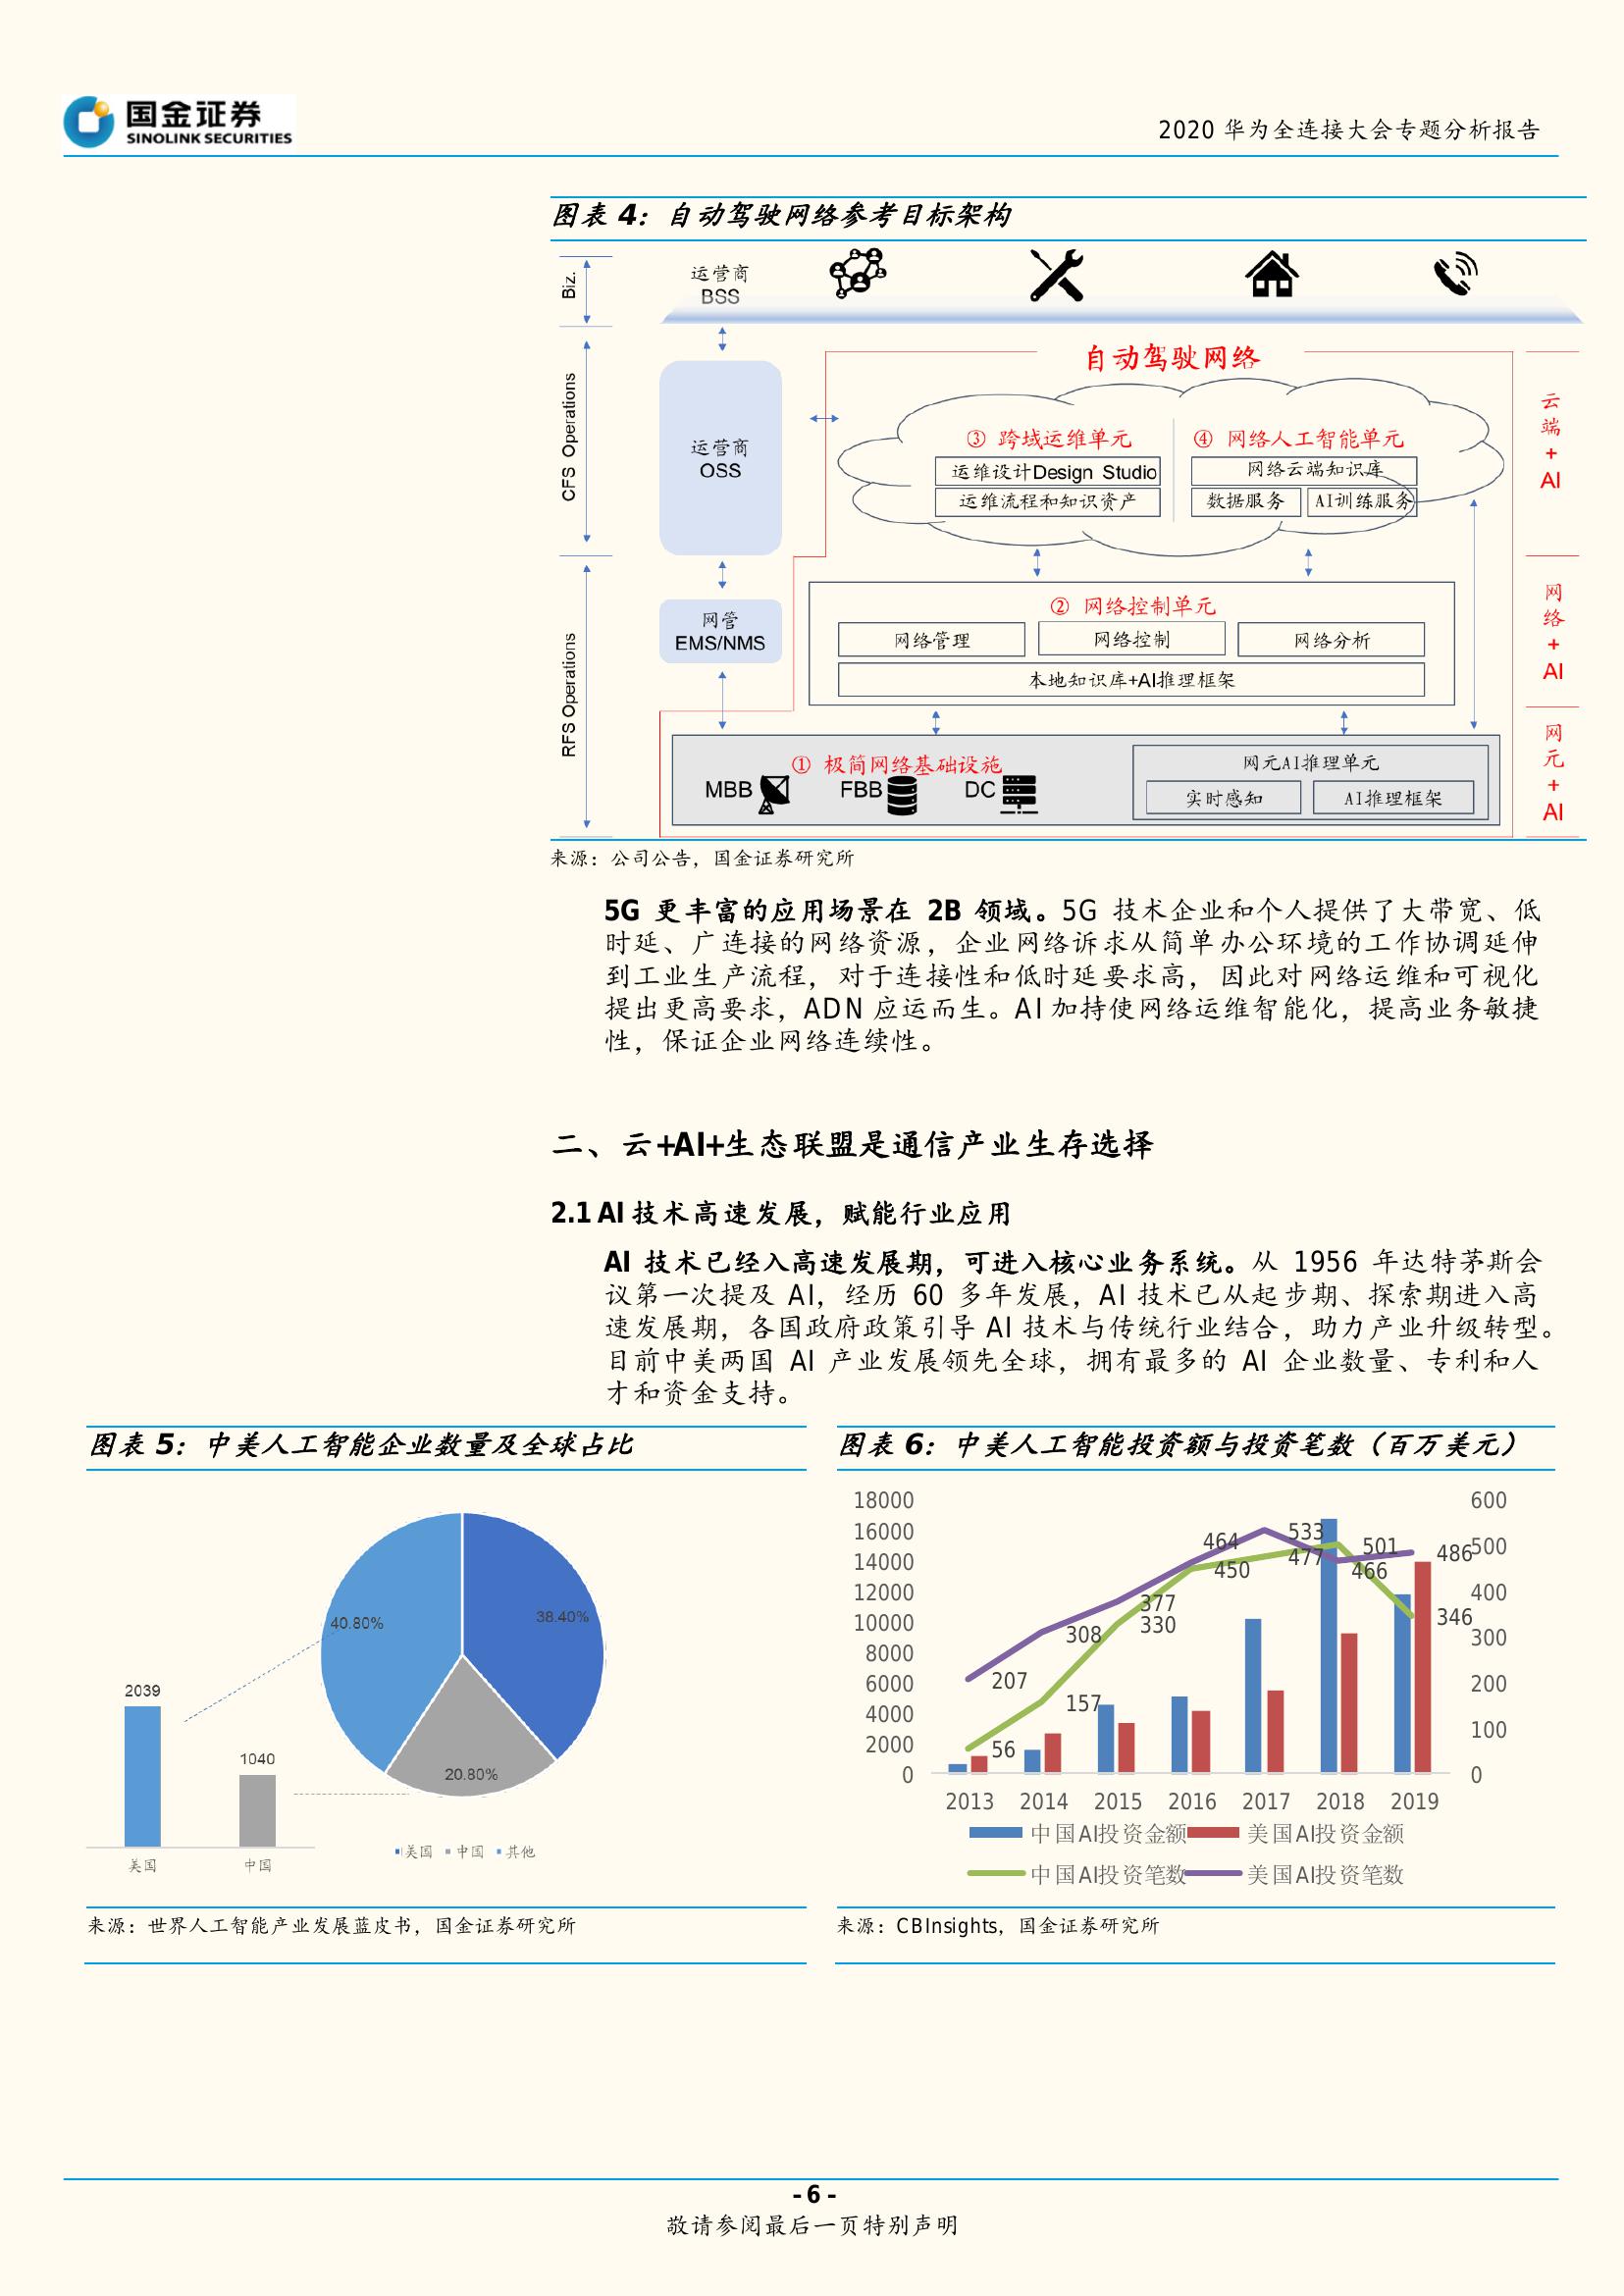 国金证券
SINOLINK SECURITIES
2020 华为全连接大会专题分析报告
图表 4：自动驾驶网络参考目标架构
Biz.
运营商
BSS
CFS Operations
运营商
OSS
自动驾驶网络
③ 跨域运维单元
运维设计Design Studio
运维流程和知识资产
④ 网络人工智能单元
网络云端知识库
数据服务
AI训练服务
云端+AI
RFS Operations
网管
EMS/NMS
② 网络控制单元
网络管理
网络控制
网络分析
本地知识库+AI推理框架
网络+AI
① 极简网络基础设施
MBB
FBB
DC
网元AI推理单元
实时感知
AI推理框架
网元+AI
来源：公司公告，国金证券研究所
5G 更丰富的应用场景在 2B 领域。5G 技术企业和个人提供了大带宽、低
时延、广连接的网络资源，企业网络诉求从简单办公环境的工作协调延伸
到工业生产流程，对于连接性和低时延要求高，因此对网络运维和可视化
提出更高要求，ADN 应运而生。AI 加持使网络运维智能化，提高业务敏捷
性，保证企业网络连续性。
二、云+AI+生态联盟是通信产业生存选择
2.1 AI 技术高速发展，赋能行业应用
AI 技术已经入高速发展期，可进入核心业务系统。从 1956 年达特茅斯会
议第一次提及 AI，经历 60 多年发展，AI 技术已从起步期、探索期进入高
速发展期，各国政府政策引导 AI 技术与传统行业结合，助力产业升级转型。
目前中美两国 AI 产业发展领先全球，拥有最多的 AI 企业数量、专利和人
才和资金支持。
图表 5：中美人工智能企业数量及全球占比
40.80%
38.40%
20.80%
2039
1040
美国
中国
美国 中国 其他
来源：世界人工智能产业发展蓝皮书，国金证券研究所
图表 6：中美人工智能投资额与投资笔数（百万美元）
18000
16000
14000
12000
10000
8000
6000
4000
2000
0
600
500
400
300
200
100
0
207
308
377
464
533
466
486
56
157
330
450
477
501
346
2013 2014 2015 2016 2017 2018 2019
中国AI投资金额 美国AI投资金额
中国AI投资笔数 美国AI投资笔数
来源：CBInsights，国金证券研究所
- 6 -
敬请参阅最后一页特别声明